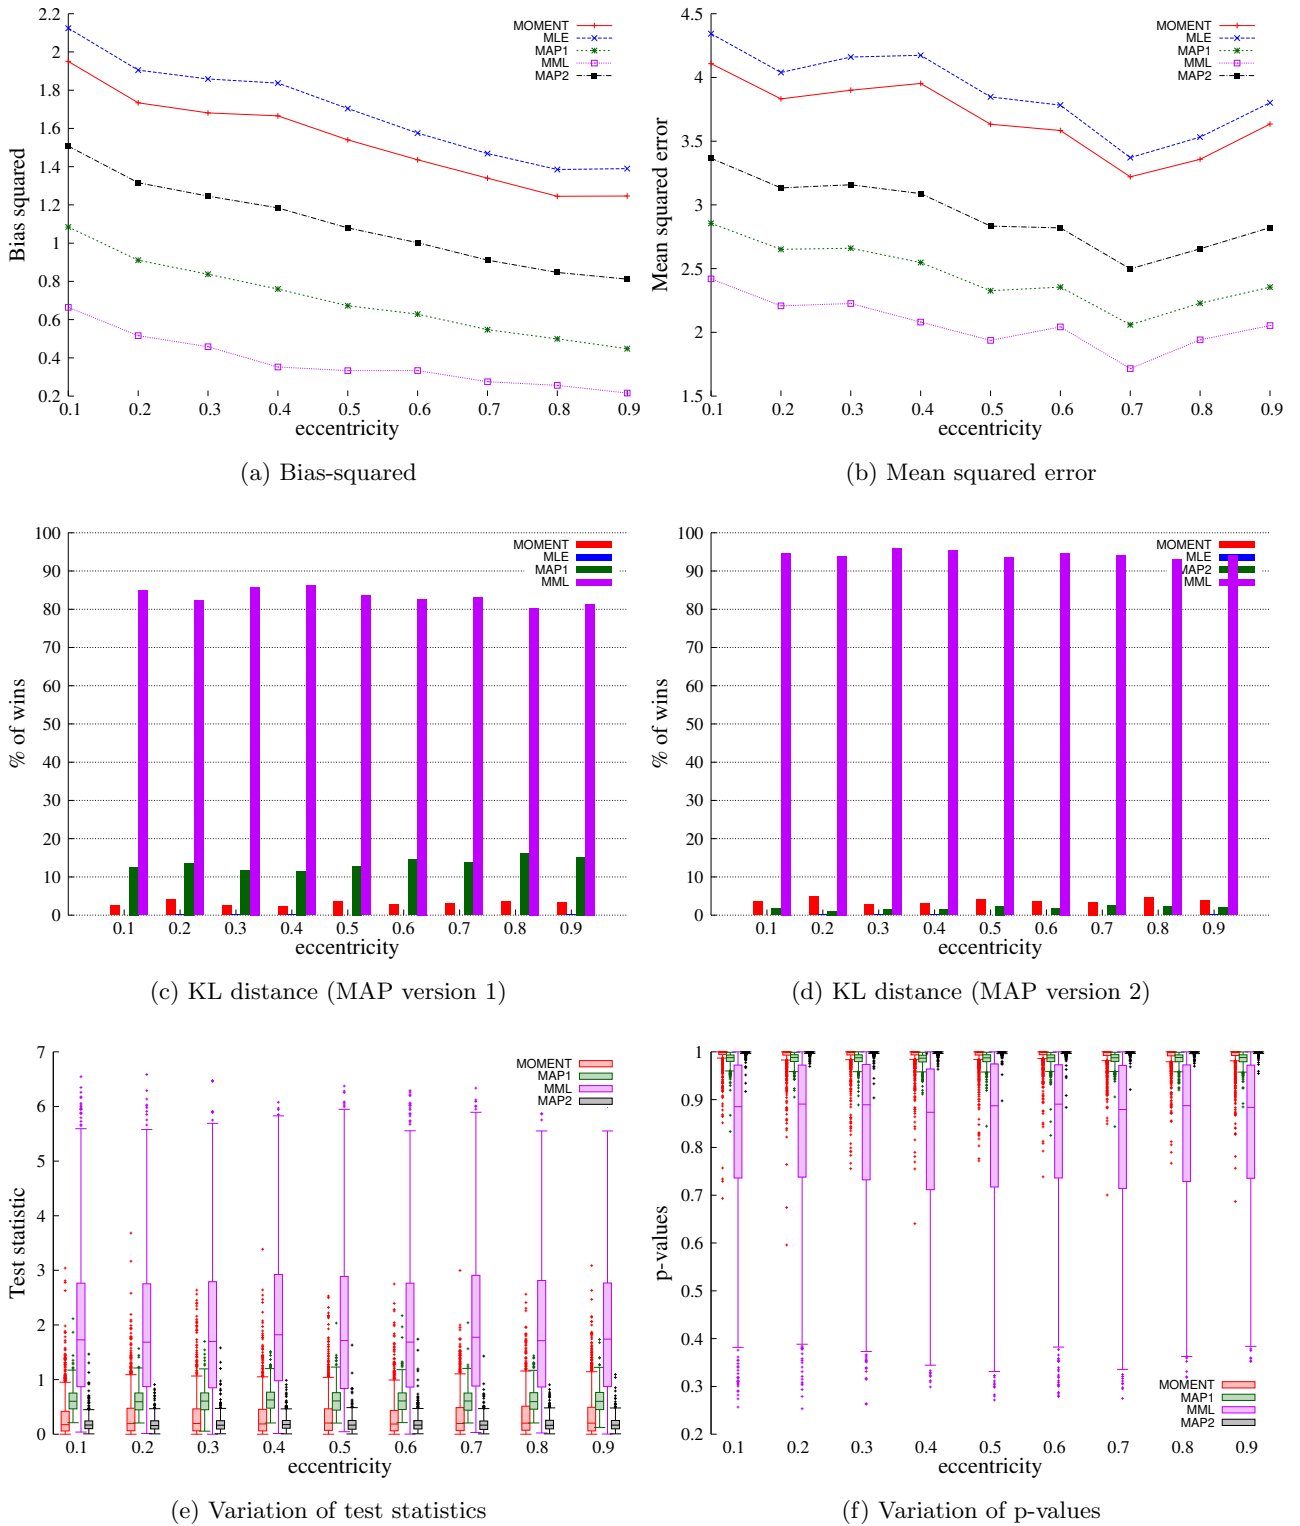 2.2
2
1.8
1.6
1.4
1.2
1
0.8
0.6
0.4
0.2
Bias squared
MOMENT
MLE
MAP1
MML
MAP2
0.1 0.2 0.3 0.4 0.5 0.6 0.7 0.8 0.9
eccentricity
(a) Bias-squared
4.5
4
3.5
3
2.5
2
1.5
Mean squared error
MOMENT
MLE
MAP1
MML
MAP2
0.1 0.2 0.3 0.4 0.5 0.6 0.7 0.8 0.9
eccentricity
(b) Mean squared error
100
90
80
70
60
50
40
30
20
10
0
% of wins
MOMENT
MLE
MAP1
MML
0.1 0.2 0.3 0.4 0.5 0.6 0.7 0.8 0.9
eccentricity
(c) KL distance (MAP version 1)
100
90
80
70
60
50
40
30
20
10
0
% of wins
MOMENT
MLE
MAP2
MML
0.1 0.2 0.3 0.4 0.5 0.6 0.7 0.8 0.9
eccentricity
(d) KL distance (MAP version 2)
7
6
5
4
3
2
1
0
Test statistic
MOMENT
MAP1
MML
MAP2
0.1 0.2 0.3 0.4 0.5 0.6 0.7 0.8 0.9
eccentricity
(e) Variation of test statistics
1
0.9
0.8
0.7
0.6
0.5
0.4
0.3
0.2
p-values
MOMENT
MAP1
MML
MAP2
0.1 0.2 0.3 0.4 0.5 0.6 0.7 0.8 0.9
eccentricity
(f) Variation of p-values